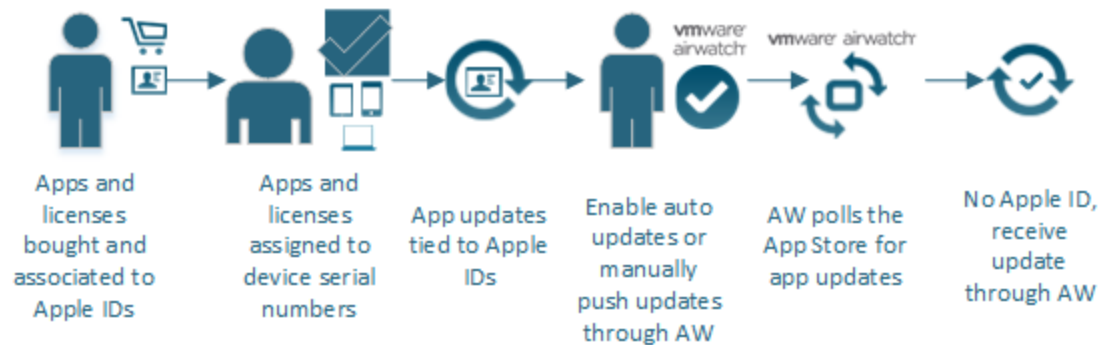 vmware
airwatch
vmware airwatch
Apps and
licenses
bought and
associated to
Apple IDs
Apps and
licenses
assigned to
device serial
numbers
App updates
tied to Apple
IDs
Enable auto
updates or
manually
push updates
through AW
AW polls the
App Store for
app updates
No Apple ID,
receive
update
through AW